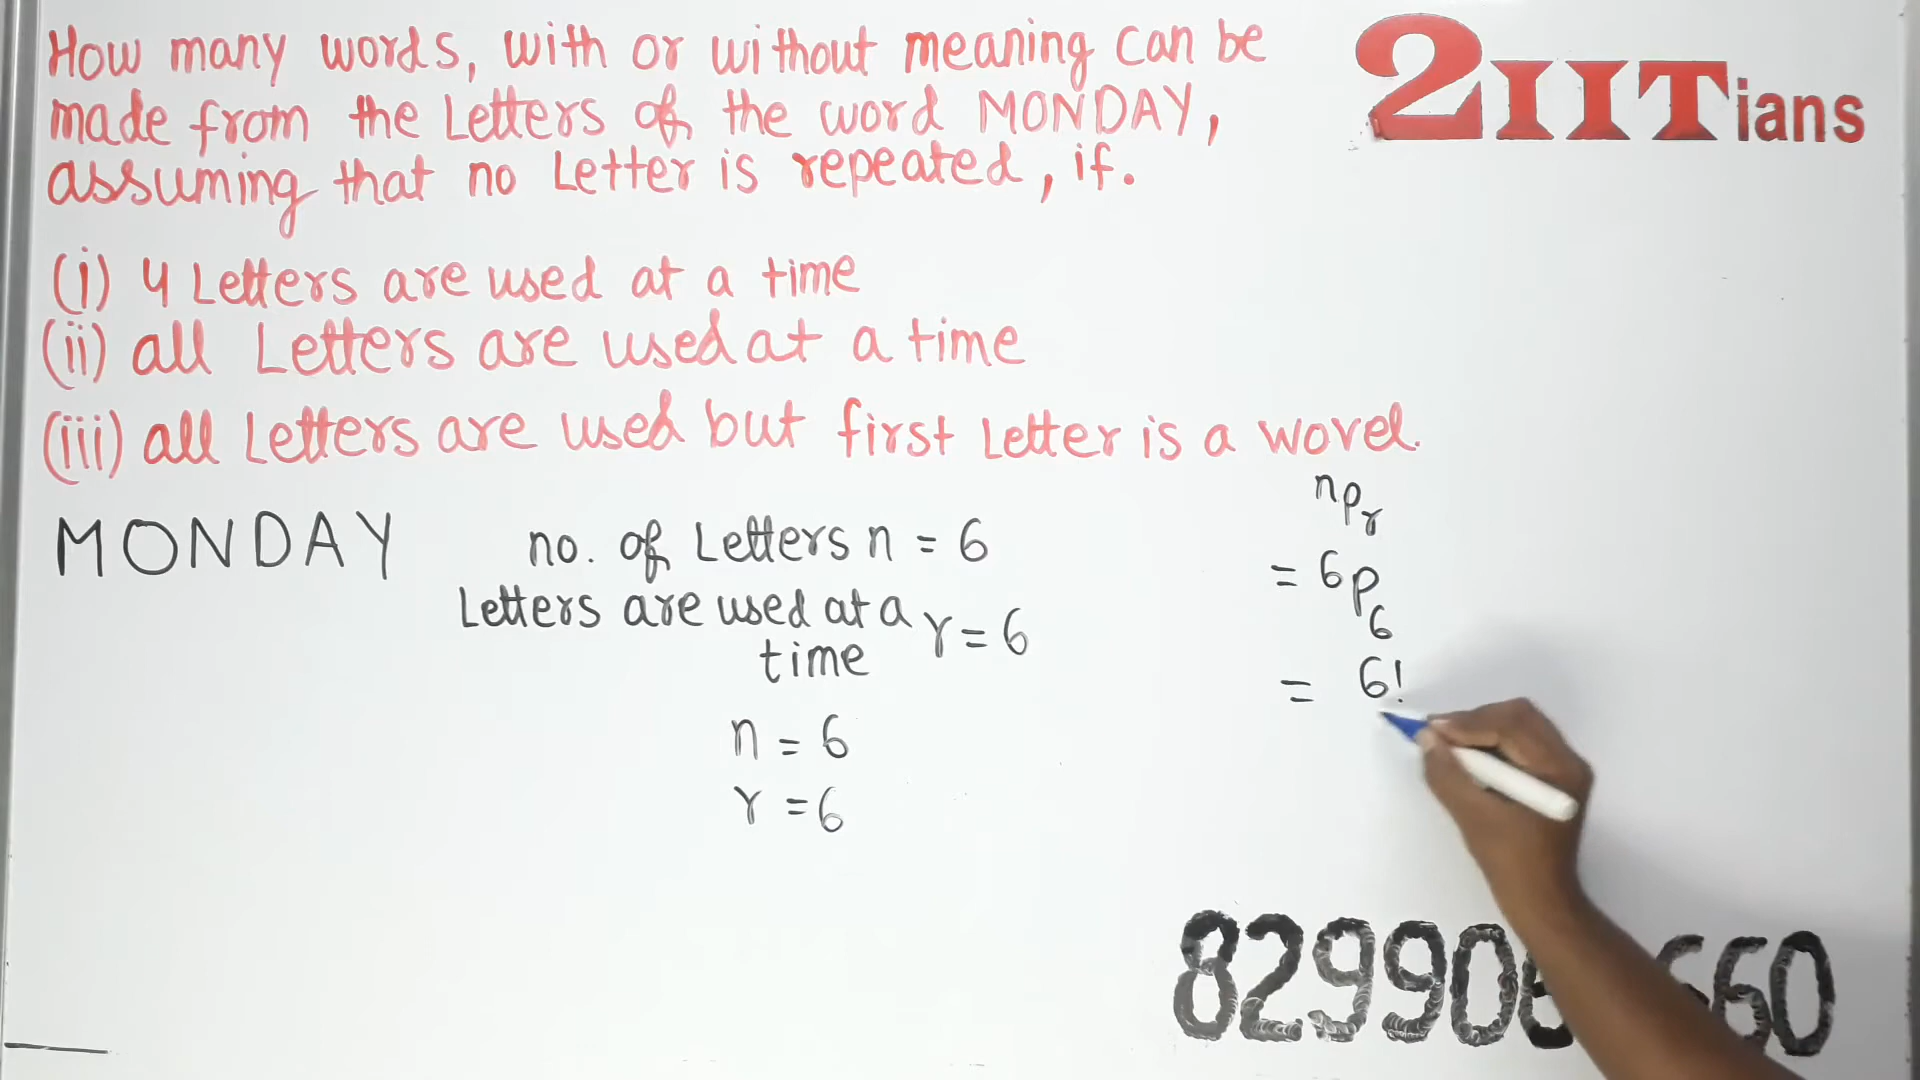 How many words, with or without meaning can be
made from the Letters of the word MONDAY,
assuming that no Letter is repeated, if.
2IITians
(i) 4 Letters are used at a time
(ii) all Letters are used at a time
(iii) all Letters are used but first Letter is a wovel.
MONDAY
no. of Letters n = 6
Letters are used at a
time
r = 6
n = 6
r = 6
nPr
= 6P6
= 6!